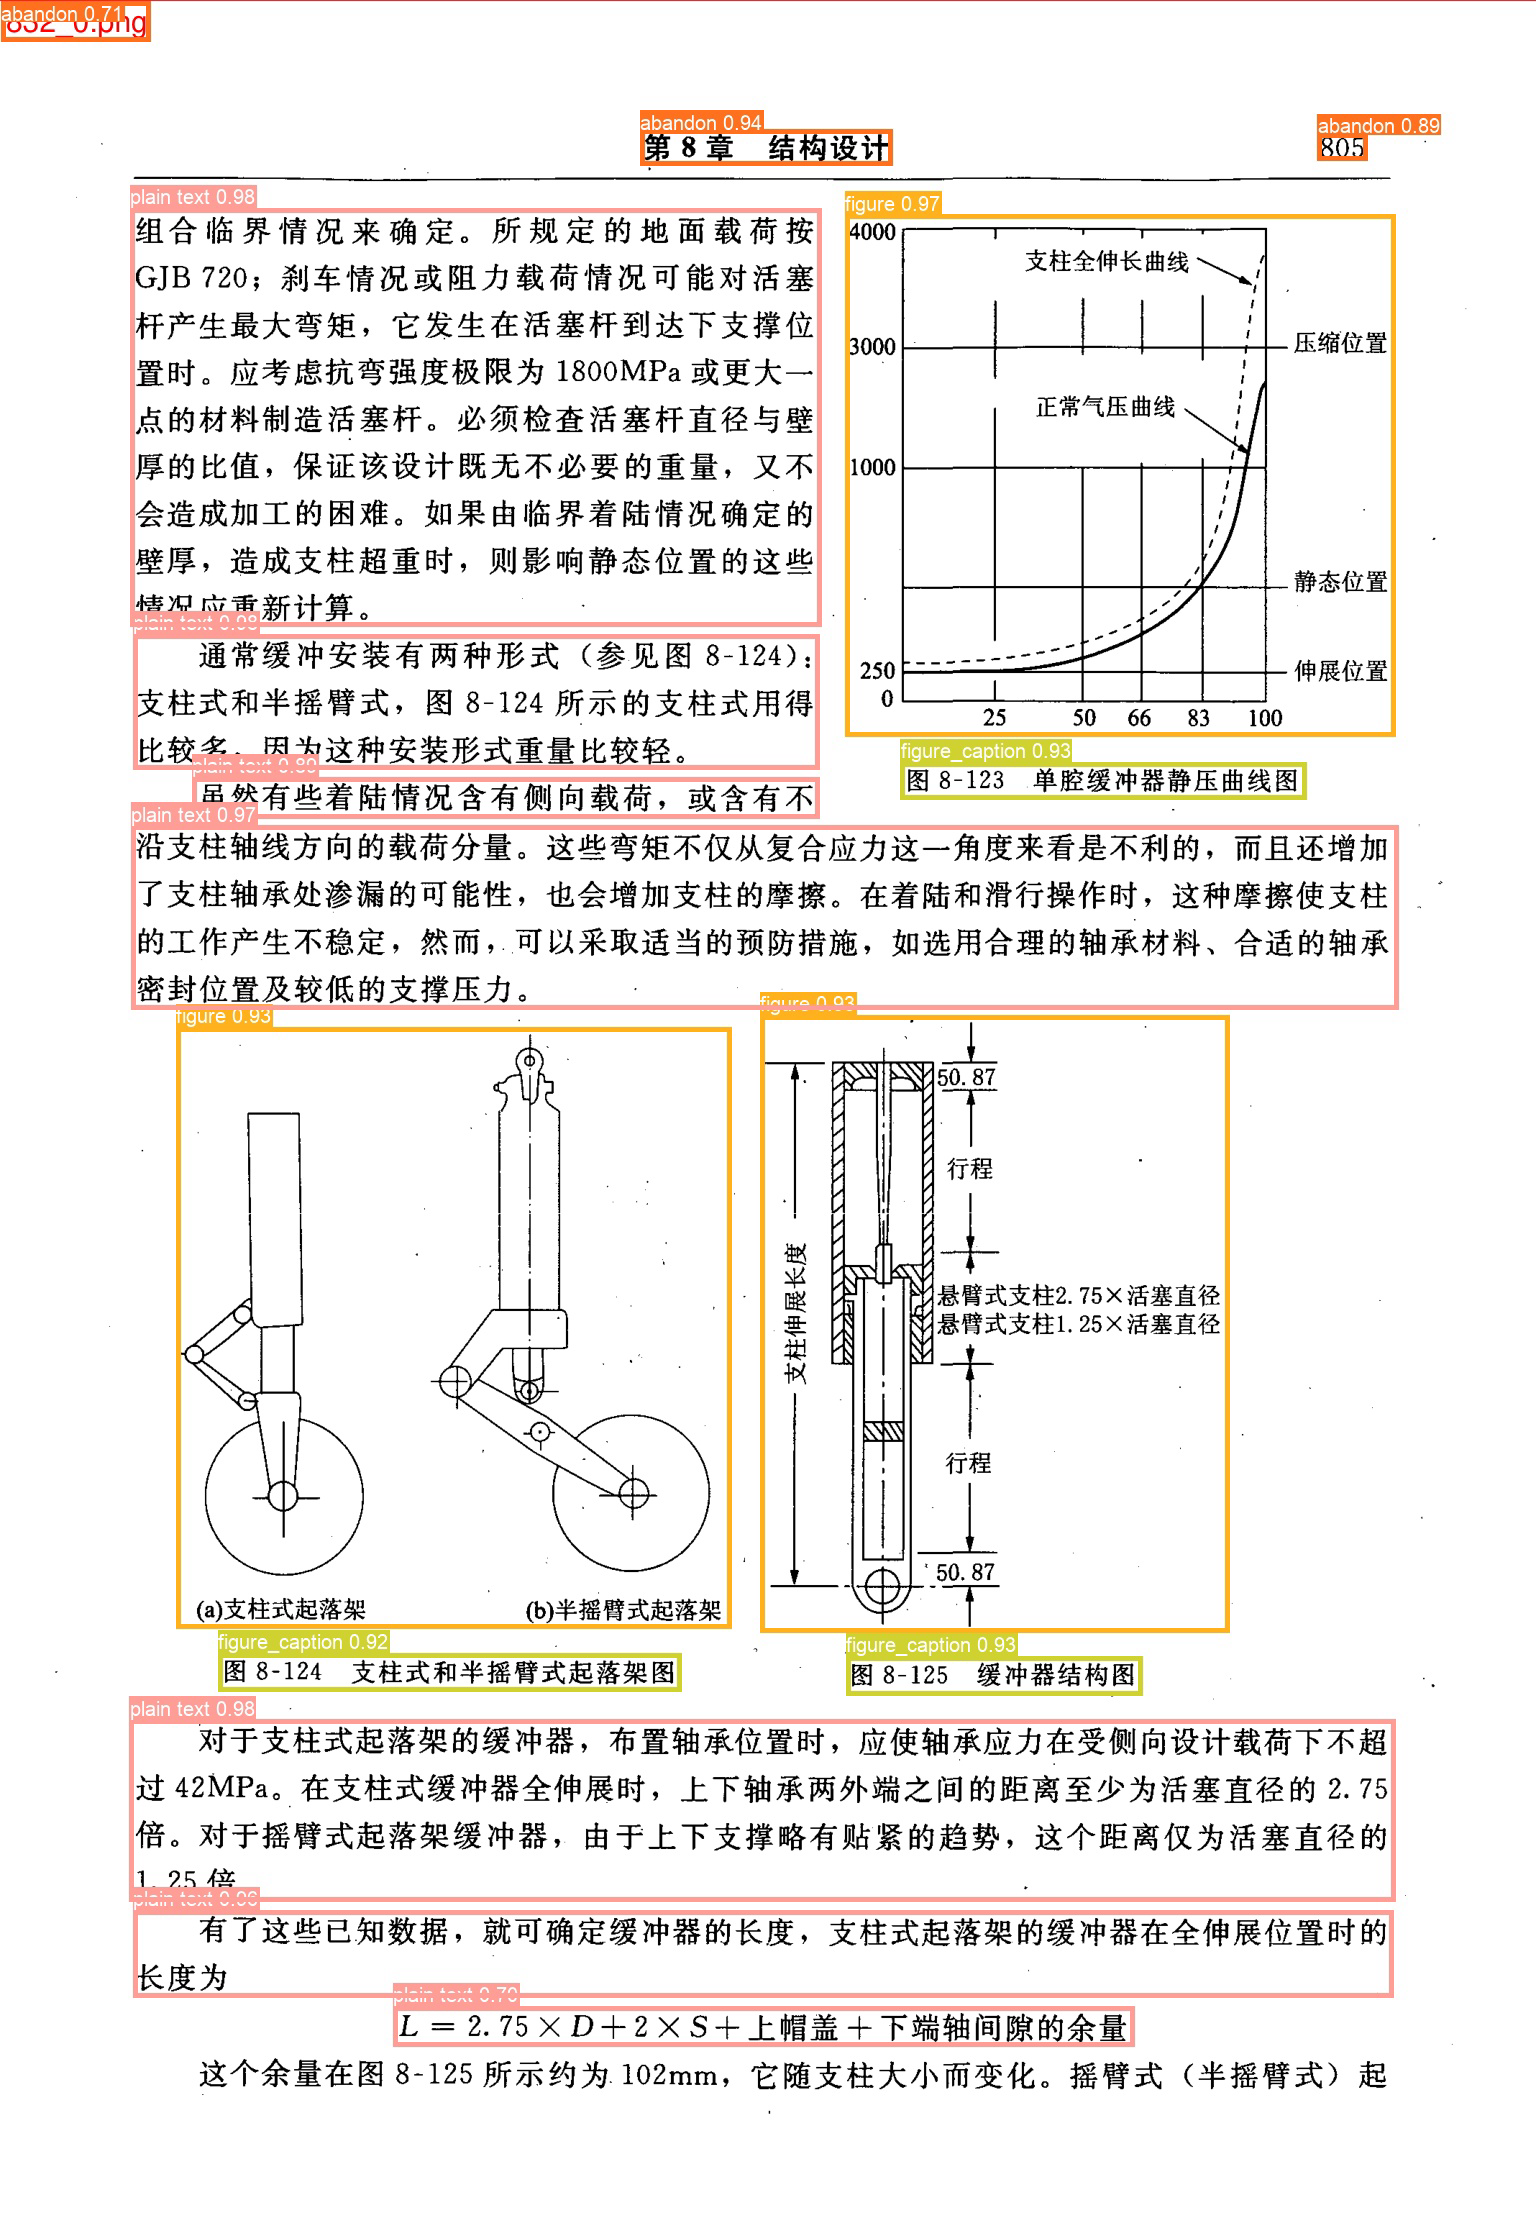 abandon 0.71
832_0.png
abandon 0.94
abandon 0.89
第 8 章 结构设计
805
plain text 0.98
组合临界情况来确定。所规定的地面载荷按
GJB 720；刹车情况或阻力载荷情况可能对活塞
杆产生最大弯矩，它发生在活塞杆到达下支撑位
置时。应考虑抗弯强度极限为 1800MPa 或更大一
点的材料制造活塞杆。必须检查活塞杆直径与壁
厚的比值，保证该设计既无不必要的重量，又不
会造成加工的困难。如果由临界着陆情况确定的
壁厚，造成支柱超重时，则影响静态位置的这些
情况应重新计算。
plain text 0.98
通常缓冲安装有两种形式（参见图 8-124）：
支柱式和半摇臂式，图 8-124 所示的支柱式用得
比较多，因为这种安装形式重量比较轻。
plain text 0.89
虽然有些着陆情况含有侧向载荷，或含有不
figure 0.97
4000
支柱全伸长曲线
3000
压缩位置
正常气压曲线
1000
静态位置
250
伸展位置
0
25 50 66 83 100
figure_caption 0.93
图 8-123 单腔缓冲器静压曲线图
plain text 0.97
沿支柱轴线方向的载荷分量。这些弯矩不仅从复合应力这一角度来看是不利的，而且还增加
了支柱轴承处渗漏的可能性，也会增加支柱的摩擦。在着陆和滑行操作时，这种摩擦使支柱
的工作产生不稳定，然而，可以采取适当的预防措施，如选用合理的轴承材料、合适的轴承
密封位置及较低的支撑压力。
figure 0.93
(a)支柱式起落架
(b)半摇臂式起落架
figure_caption 0.92
图 8-124 支柱式和半摇臂式起落架图
figure 0.93
50.87
行程
支柱伸展长度
悬臂式支柱2.75×活塞直径
悬臂式支柱1.25×活塞直径
行程
50.87
figure_caption 0.93
图 8-125 缓冲器结构图
plain text 0.98
对于支柱式起落架的缓冲器，布置轴承位置时，应使轴承应力在受侧向设计载荷下不超
过 42MPa。在支柱式缓冲器全伸展时，上下轴承两外端之间的距离至少为活塞直径的 2.75
倍。对于摇臂式起落架缓冲器，由于上下支撑略有贴紧的趋势，这个距离仅为活塞直径的
1.25 倍
plain text 0.96
有了这些已知数据，就可确定缓冲器的长度，支柱式起落架的缓冲器在全伸展位置时的
长度为
plain text 0.70
L = 2.75 × D + 2 × S + 上帽盖 + 下端轴间隙的余量
这个余量在图 8-125 所示约为 102mm，它随支柱大小而变化。摇臂式（半摇臂式）起